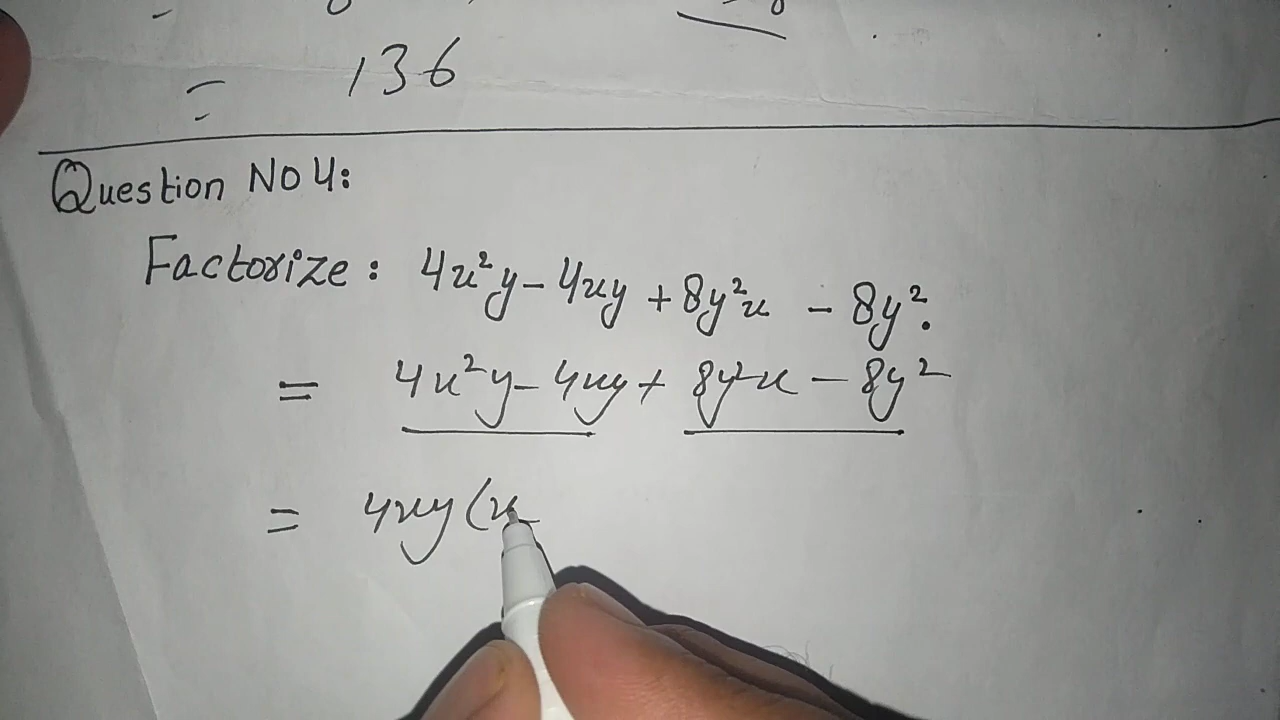 = 136
Question NO 4:
Factorize: 4x²y - 4xy + 8y²x - 8y².
= 4x²y - 4xy + 8y²x - 8y²
= 4xy (x